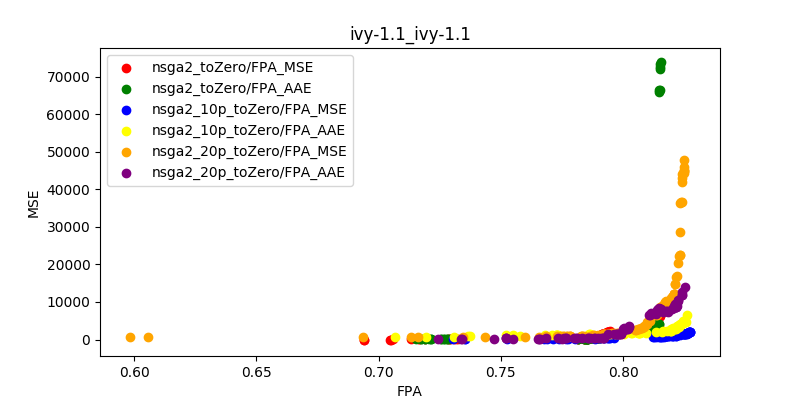 ivy-1.1_ivy-1.1
nsga2_toZero/FPA_MSE
nsga2_toZero/FPA_AAE
nsga2_10p_toZero/FPA_MSE
nsga2_10p_toZero/FPA_AAE
nsga2_20p_toZero/FPA_MSE
nsga2_20p_toZero/FPA_AAE
MSE
70000
60000
50000
40000
30000
20000
10000
0
0.60 0.65 0.70 0.75 0.80
FPA